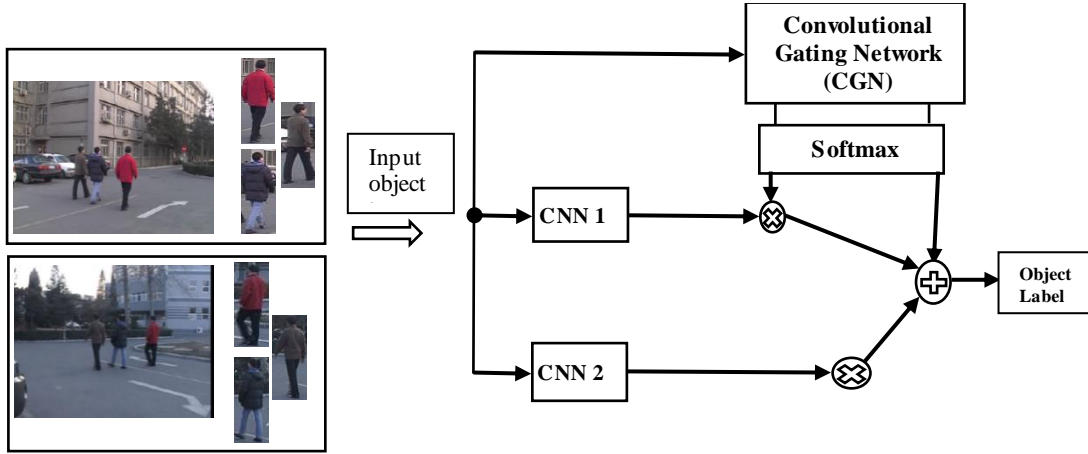 Convolutional
Gating Network
(CGN)
Softmax
Input
object
CNN 1
CNN 2
Object
Label